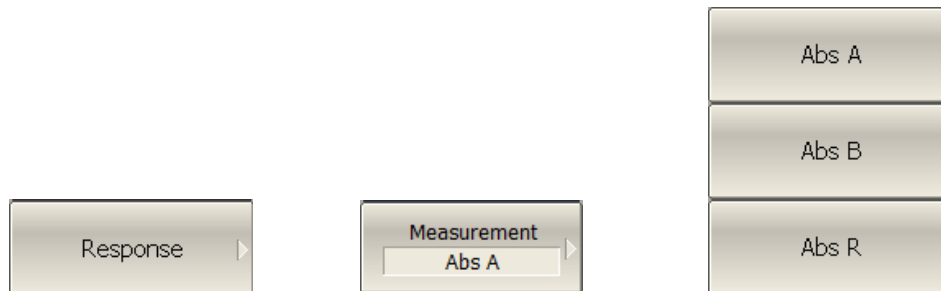 Response
Measurement
Abs A
Abs A
Abs B
Abs R